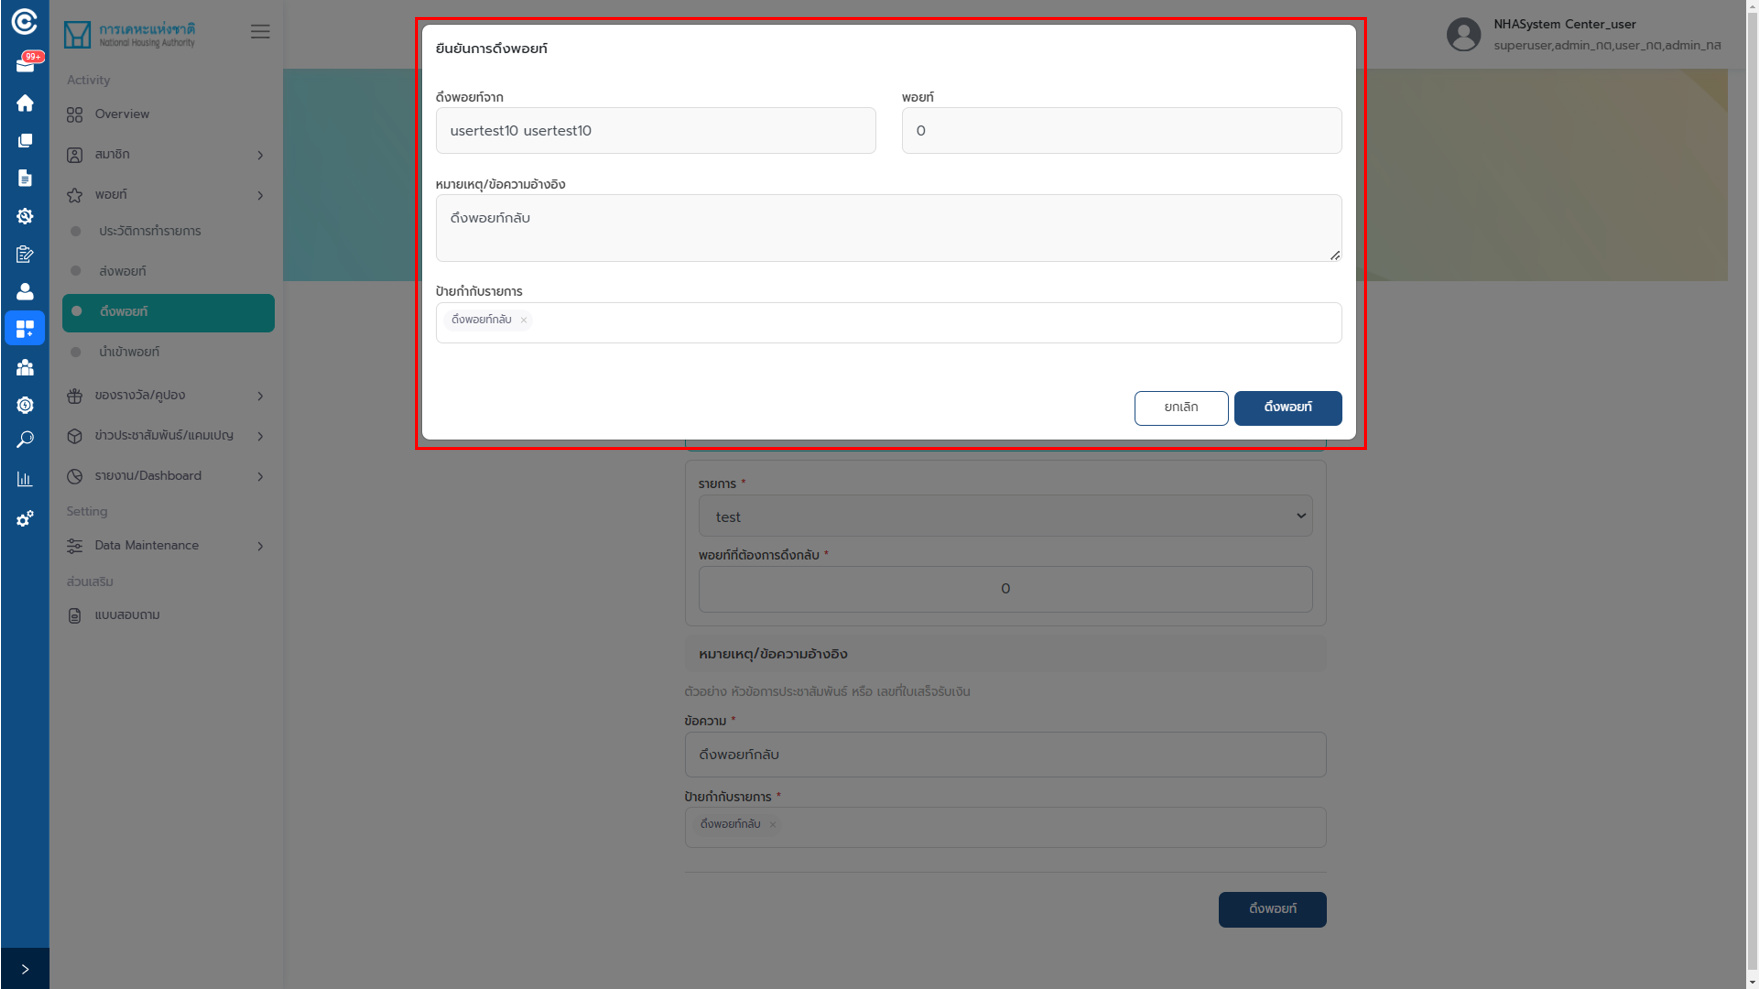 99+
การเคหะแห่งชาติ
National Housing Authority
Activity
Overview
สมาชิก
พอยท์
ประวัติการทำรายการ
ส่งพอยท์
ดึงพอยท์
นำเข้าพอยท์
ของรางวัล/คูปอง
ข่าวประชาสัมพันธ์/แคมเปญ
รายงาน/Dashboard
Setting
Data Maintenance
ส่วนเสริม
แบบสอบถาม
NHASystem Center_user
superuser,admin_กต,user_กต,admin_กส
ยืนยันการดึงพอยท์
ดึงพอยท์จาก
พอยท์
usertest10 usertest10
0
หมายเหตุ/ข้อความอ้างอิง
ดึงพอยท์กลับ
ป้ายกำกับรายการ
ดึงพอยท์กลับ ×
ยกเลิก
ดึงพอยท์
รายการ *
test
พอยท์ที่ต้องการดึงกลับ *
0
หมายเหตุ/ข้อความอ้างอิง
ตัวอย่าง หัวข้อการประชาสัมพันธ์ หรือ เลขที่ใบเสร็จรับเงิน
ข้อความ *
ดึงพอยท์กลับ
ป้ายกำกับรายการ *
ดึงพอยท์กลับ ×
ดึงพอยท์